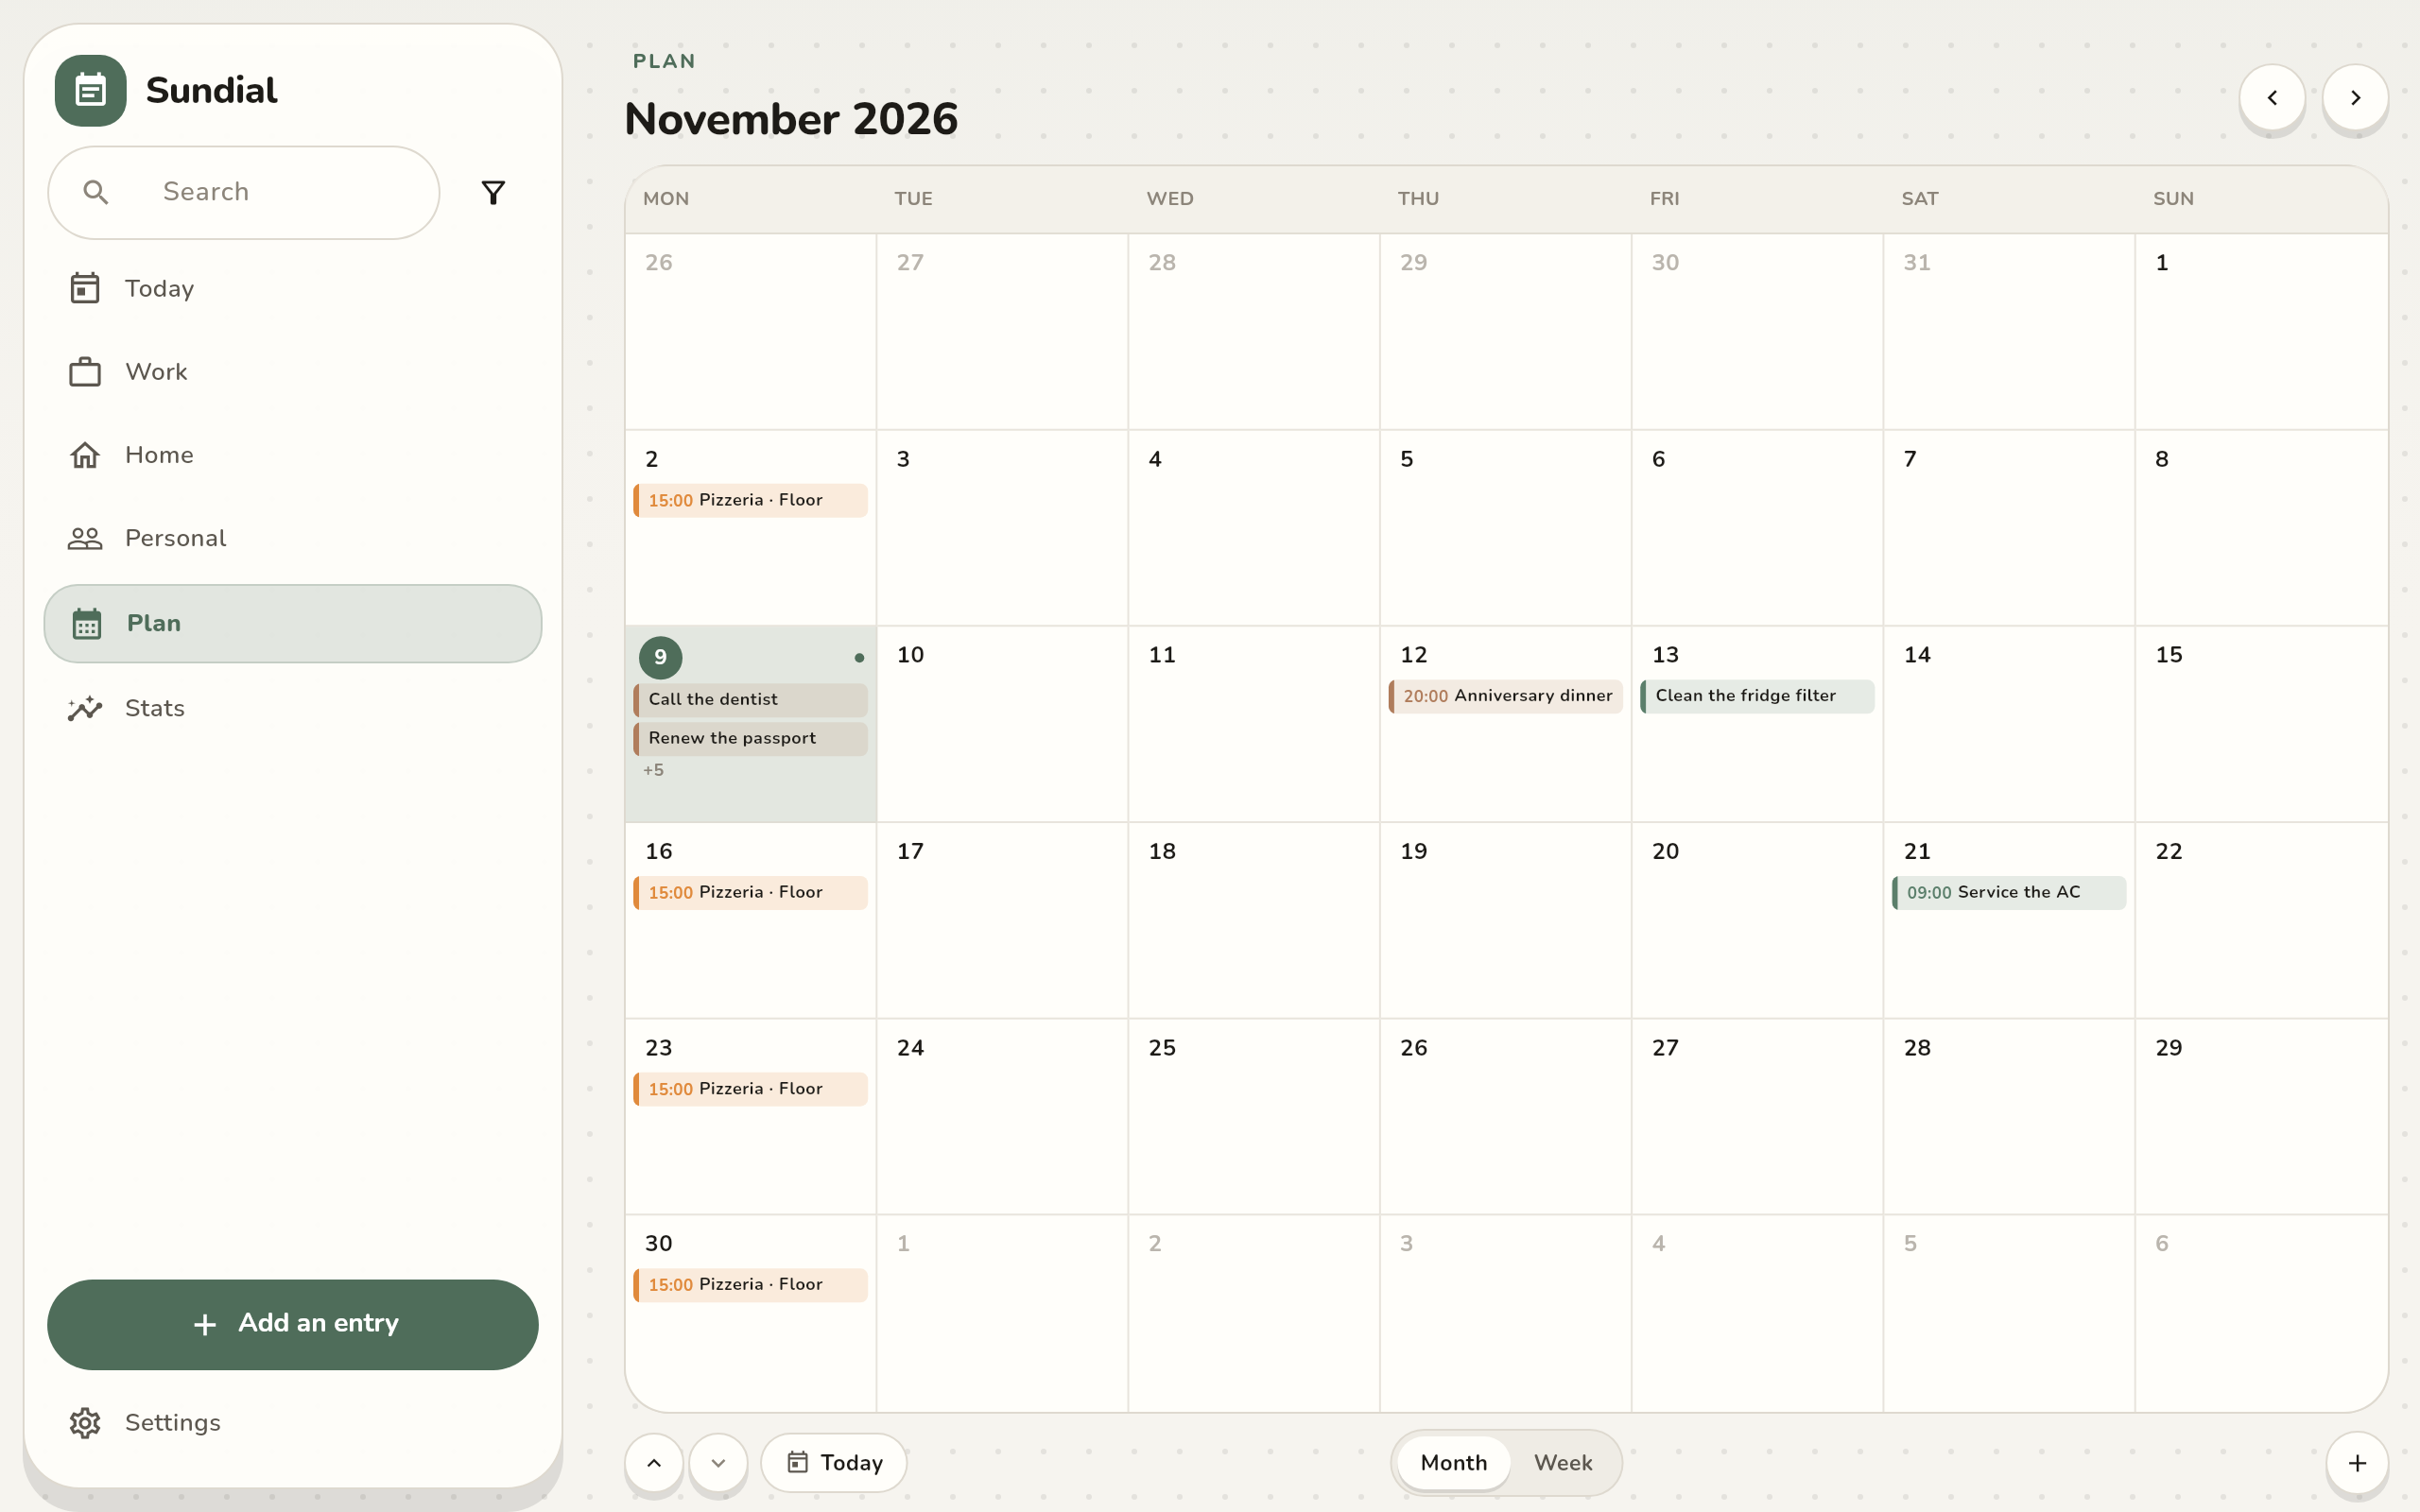 Sundial
Search
Today
Work
Home
Personal
Plan
Stats
Add an entry
Settings
PLAN
November 2026
MON TUE WED THU FRI SAT SUN
26 27 28 29 30 31 1
2 3 4 5 6 7 8
15:00 Pizzeria · Floor
9 10 11 12 13 14 15
Call the dentist
20:00 Anniversary dinner
Clean the fridge filter
Renew the passport
+5
16 17 18 19 20 21 22
15:00 Pizzeria · Floor
09:00 Service the AC
23 24 25 26 27 28 29
15:00 Pizzeria · Floor
30 1 2 3 4 5 6
15:00 Pizzeria · Floor
Today
Month Week